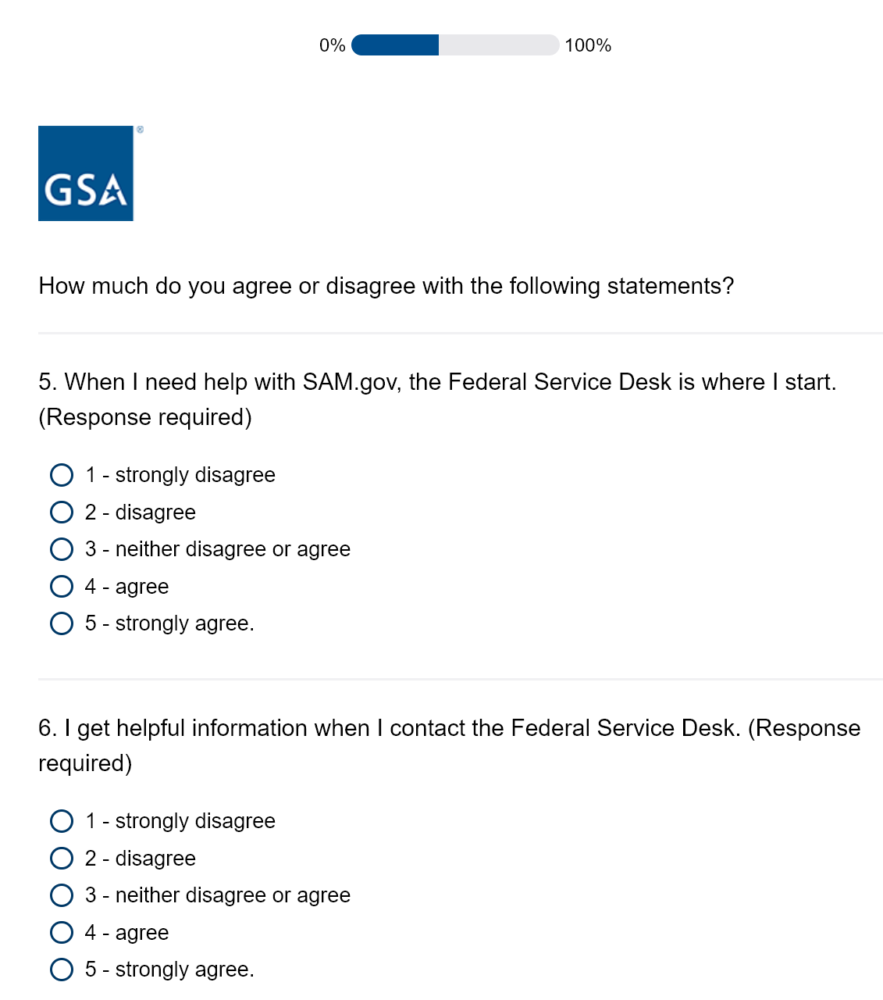 0% 100%
®
GSA
How much do you agree or disagree with the following statements?
5. When I need help with SAM.gov, the Federal Service Desk is where I start.
(Response required)
1 - strongly disagree
2 - disagree
3 - neither disagree or agree
4 - agree
5 - strongly agree.
6. I get helpful information when I contact the Federal Service Desk. (Response
required)
1 - strongly disagree
2 - disagree
3 - neither disagree or agree
4 - agree
5 - strongly agree.